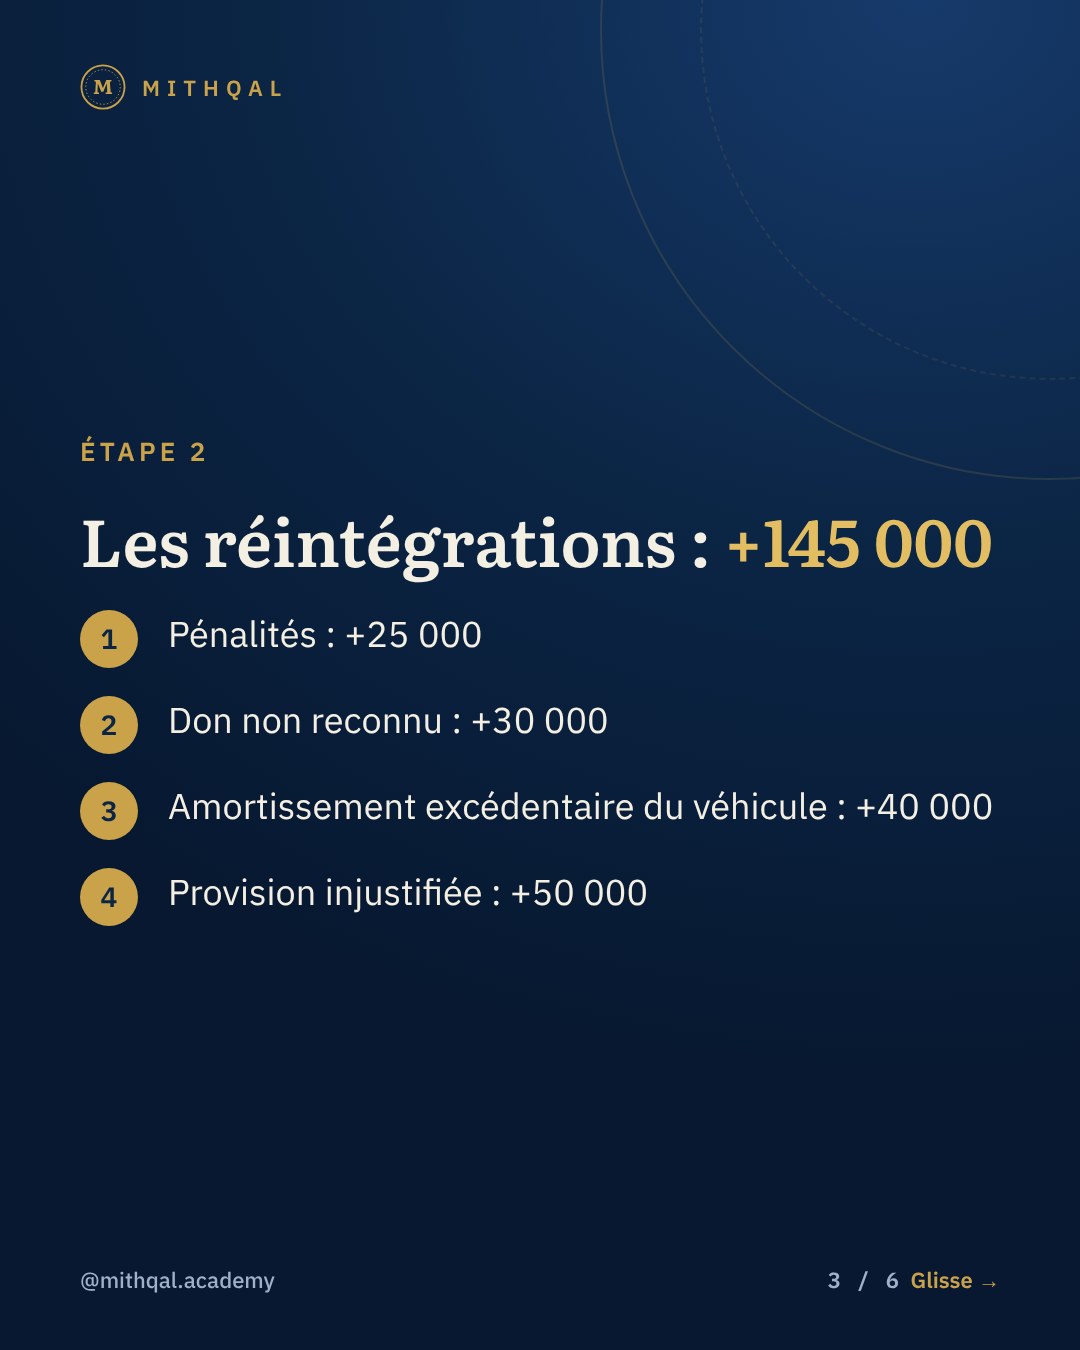 M MITHQAL
ÉTAPE 2
Les réintégrations : +145 000
1 Pénalités : +25 000
2 Don non reconnu : +30 000
3 Amortissement excédentaire du véhicule : +40 000
4 Provision injustifiée : +50 000
@mithqal.academy 3 / 6 Glisse →